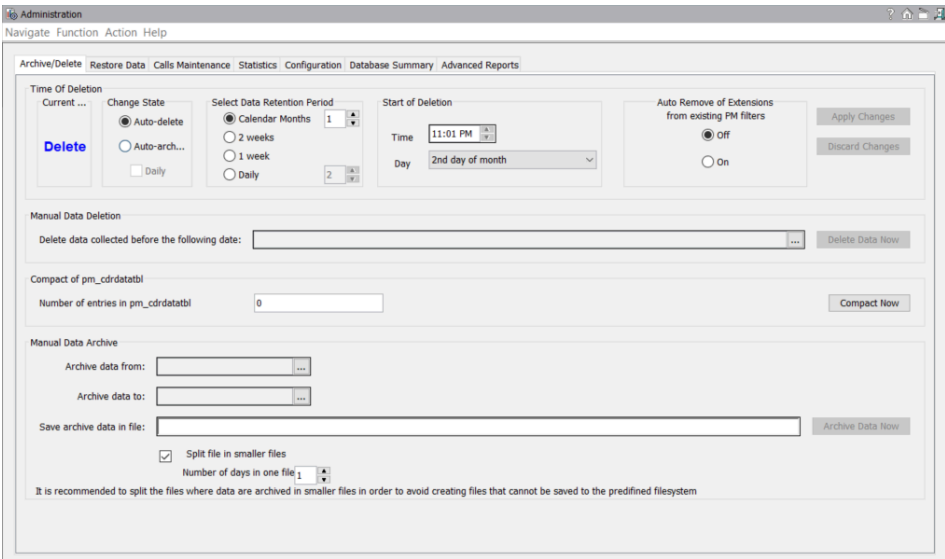 Administration
Navigate Function Action Help
Archive/Delete Restore Data Calls Maintenance Statistics Configuration Database Summary Advanced Reports
Time Of Deletion
Current ... Change State Select Data Retention Period Start of Deletion Auto Remove of Extensions
from existing PM filters
Auto-delete Calendar Months 1 Apply Changes
Time 11:01 PM Off
2 weeks
Delete Auto-arch... 1 week Discard Changes
Day 2nd day of month On
Daily Daily 2
Manual Data Deletion
Delete data collected before the following date: ... Delete Data Now
Compact of pm_cdrdatatbl
Number of entries in pm_cdrdatatbl 0 Compact Now
Manual Data Archive
Archive data from: ...
Archive data to: ...
Save archive data in file: Archive Data Now
Split file in smaller files
Number of days in one file 1
It is recommended to split the files where data are archived in smaller files in order to avoid creating files that cannot be saved to the predifined filesystem